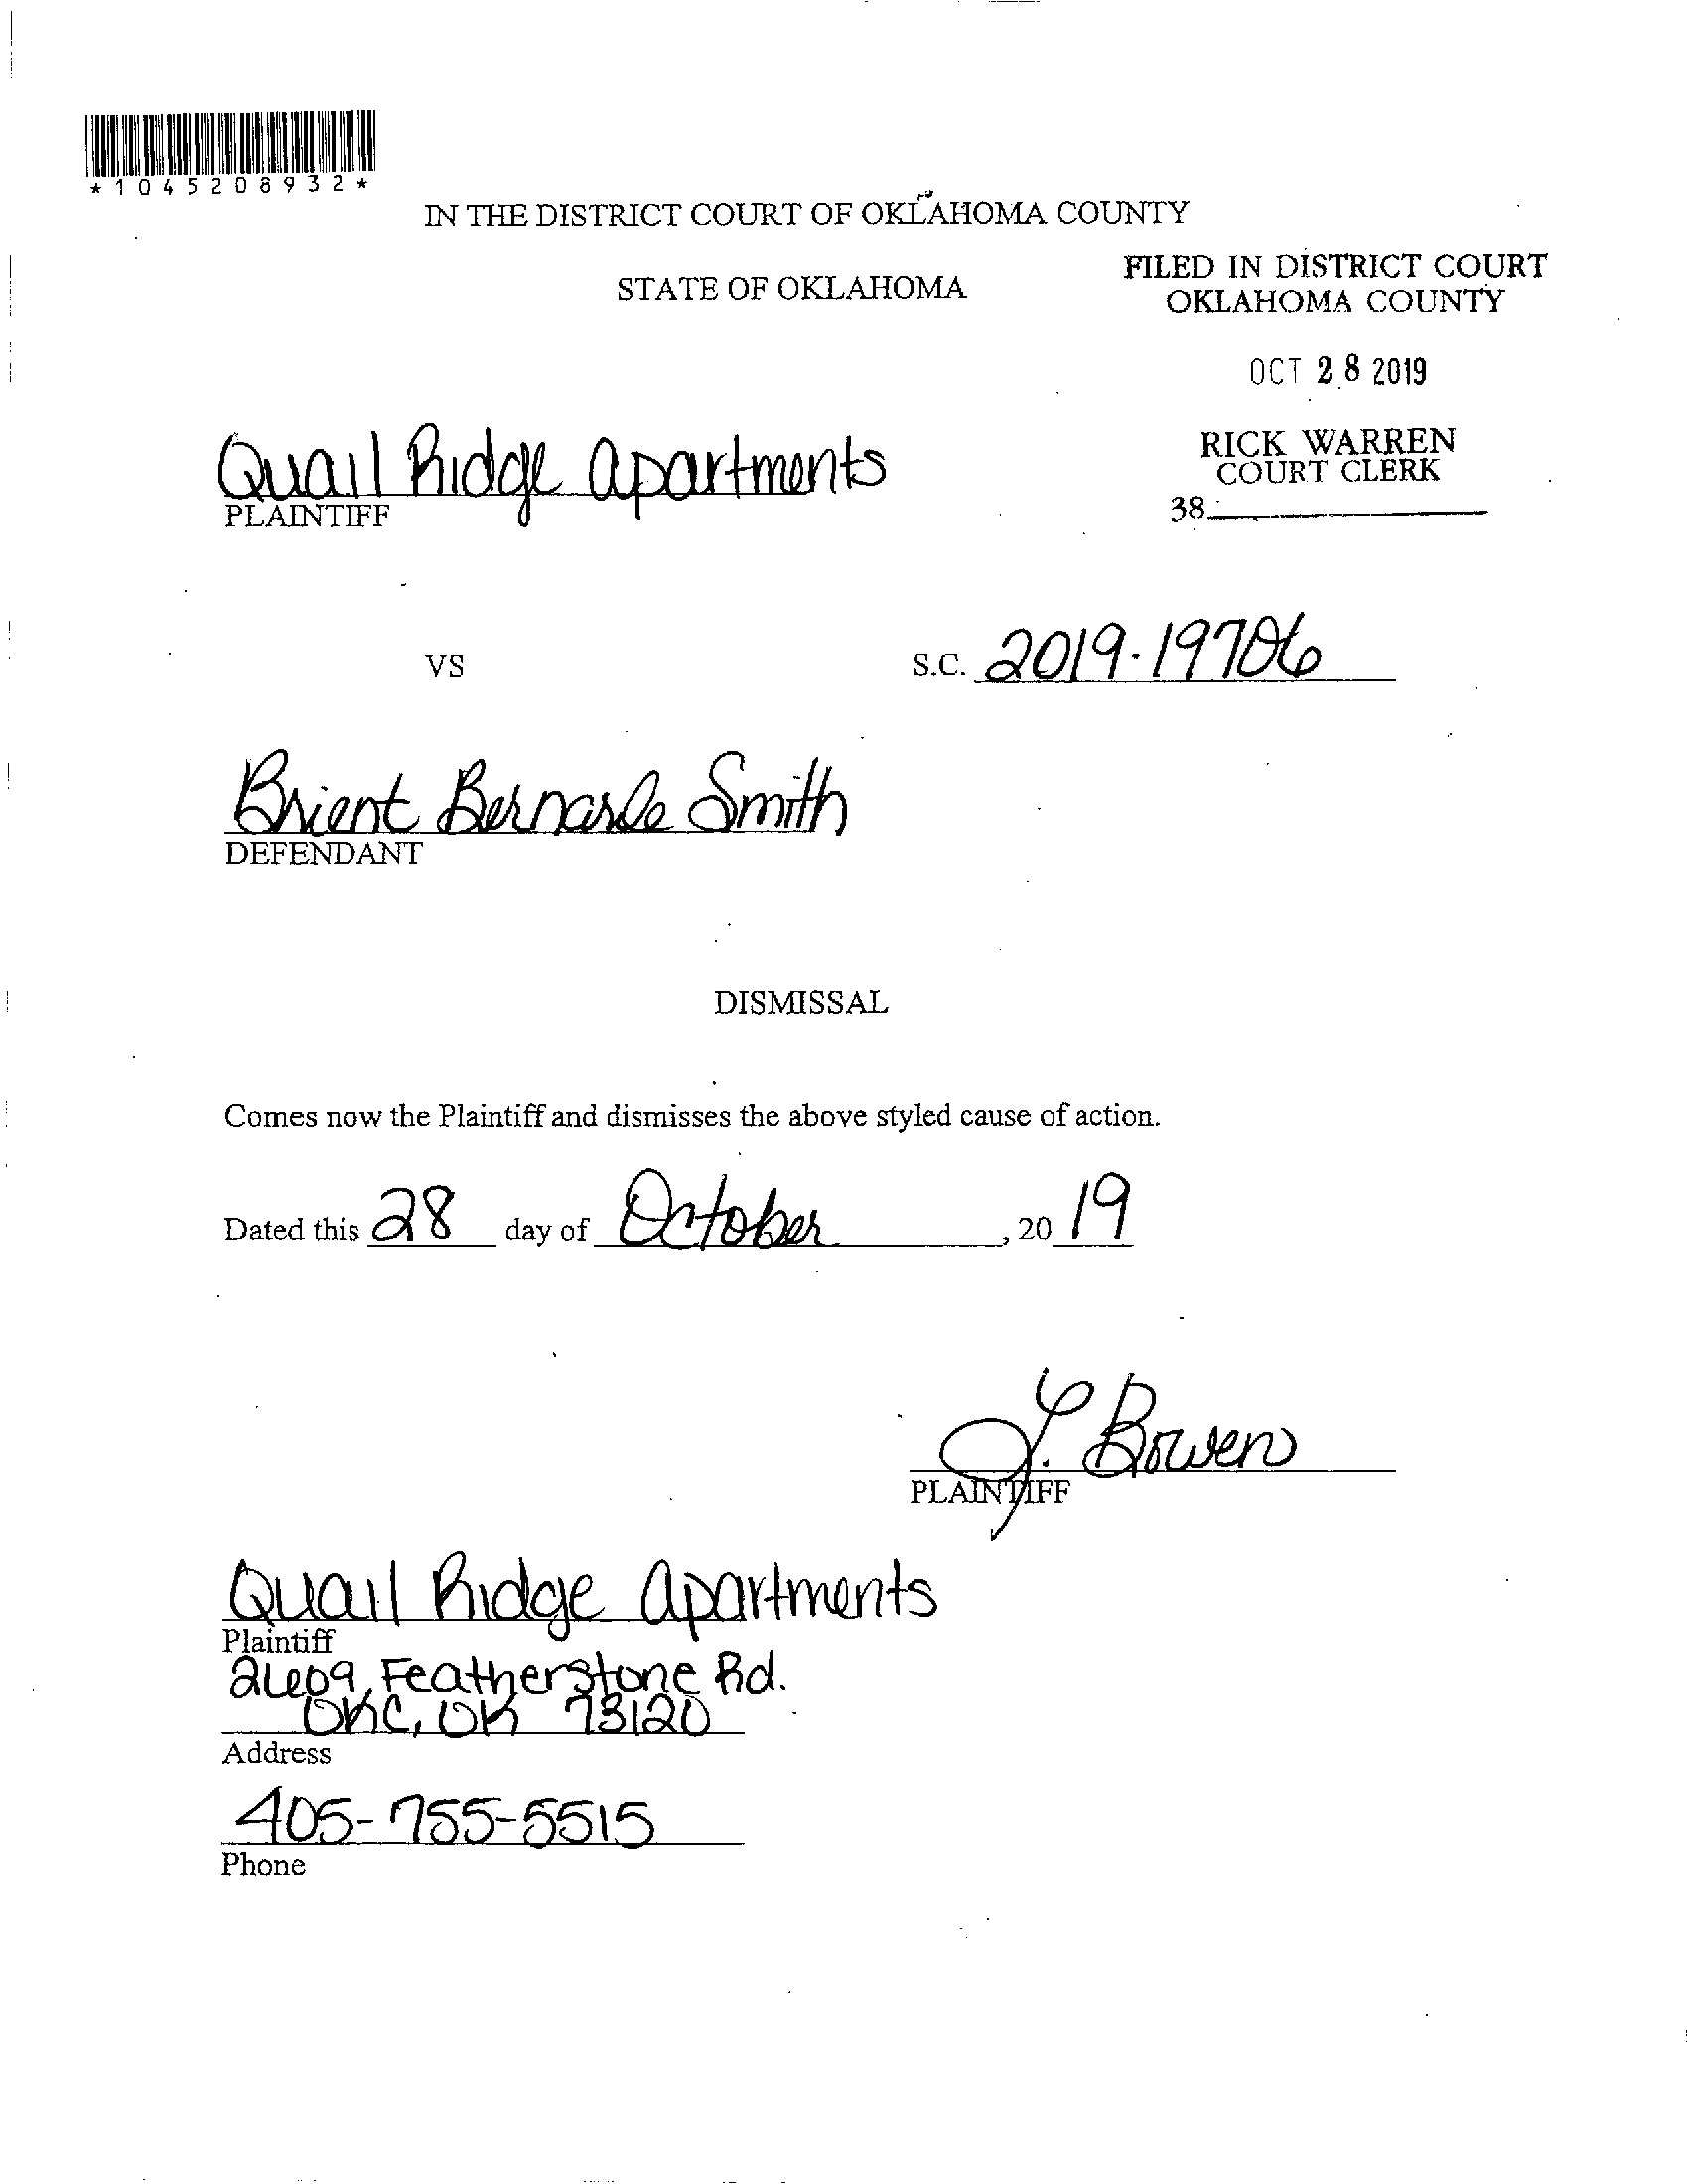 *1045208932*
IN THE DISTRICT COURT OF OKLAHOMA COUNTY
STATE OF OKLAHOMA
FILED IN DISTRICT COURT
OKLAHOMA COUNTY
OCT 28 2019
RICK WARREN
COURT CLERK
38
Quail Ridge Apartments
PLAINTIFF
VS
S.C. 2019-19706
Brient Bernarde Smith
DEFENDANT
DISMISSAL
Comes now the Plaintiff and dismisses the above styled cause of action.
Dated this 28 day of October, 2019
Bowen
PLAINTIFF
Quail Ridge Apartments
Plaintiff
2609 Featherstone Rd.
OKC, OK 73120
Address
405-755-5515
Phone